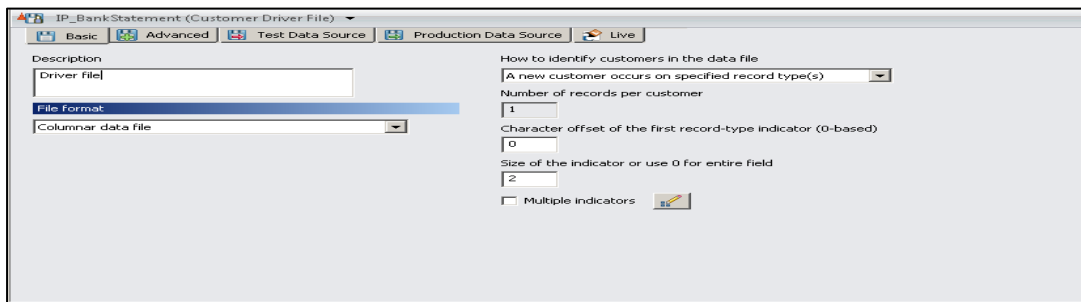 IP_BankStatement (Customer Driver File)
Basic Advanced Test Data Source Production Data Source Live
Description
Driver file
File format
Columnar data file
How to identify customers in the data file
A new customer occurs on specified record type(s)
Number of records per customer
1
Character offset of the first record-type indicator (0-based)
0
Size of the indicator or use 0 for entire field
2
Multiple indicators